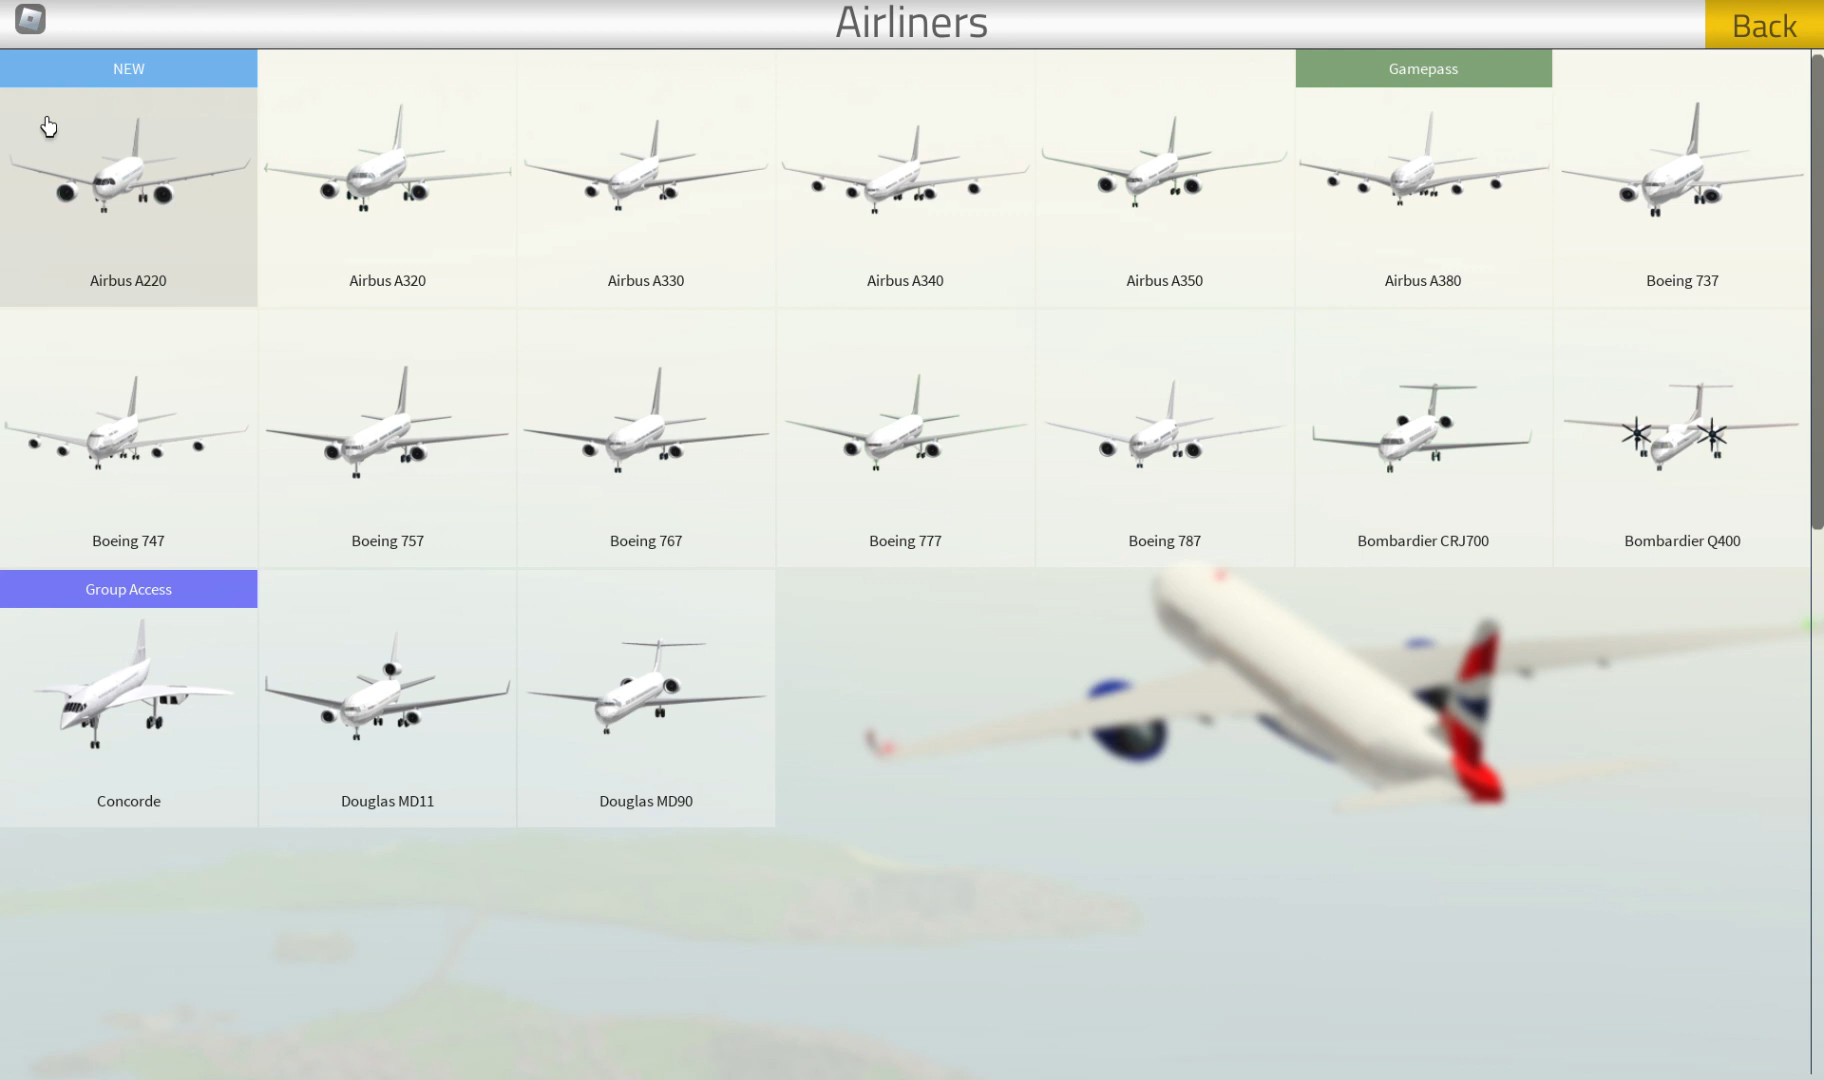 Airliners
Back
NEW
Gamepass
Airbus A220
Airbus A320
Airbus A330
Airbus A340
Airbus A350
Airbus A380
Boeing 737
Boeing 747
Boeing 757
Boeing 767
Boeing 777
Boeing 787
Bombardier CRJ700
Bombardier Q400
Group Access
Concorde
Douglas MD11
Douglas MD90